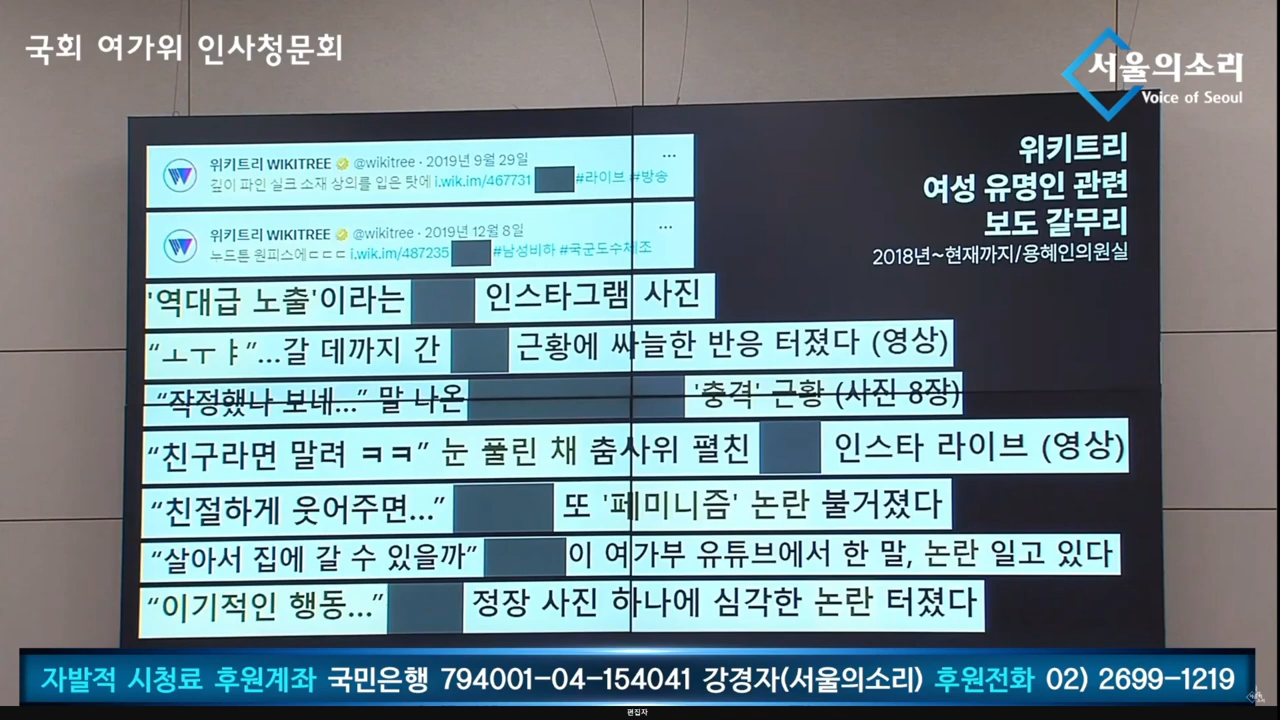 국회 여가위 인사청문회
서울의소리
Voice of Seoul
위키트리
여성 유명인 관련
보도 갈무리
2018년~현재까지/용혜인의원실
위키트리 WIKITREE @wikitree · 2019년 9월 29일 ...
깊이 파인 실크 소재 상의를 입은 탓에 i.wik.im/467731 #라이브 #방송
위키트리 WIKITREE @wikitree · 2019년 12월 8일 ...
누드톤 원피스에ㄷㄷㄷ i.wik.im/487235 #남성비하 #국군도수체조
'역대급 노출'이라는 인스타그램 사진
“ㅗㅜㅑ”...갈 데까지 간 근황에 싸늘한 반응 터졌다 (영상)
“작정했나 보네...” 말 나온 '충격' 근황 (사진 8장)
“친구라면 말려 ㅋㅋ” 눈 풀린 채 춤사위 펼친 인스타 라이브 (영상)
“친절하게 웃어주면...” 또 '페미니즘' 논란 불거졌다
“살아서 집에 갈 수 있을까” 이 여가부 유튜브에서 한 말, 논란 일고 있다
“이기적인 행동...” 정장 사진 하나에 심각한 논란 터졌다
자발적 시청료 후원계좌 국민은행 794001-04-154041 강경자(서울의소리) 후원전화 02) 2699-1219
편집자